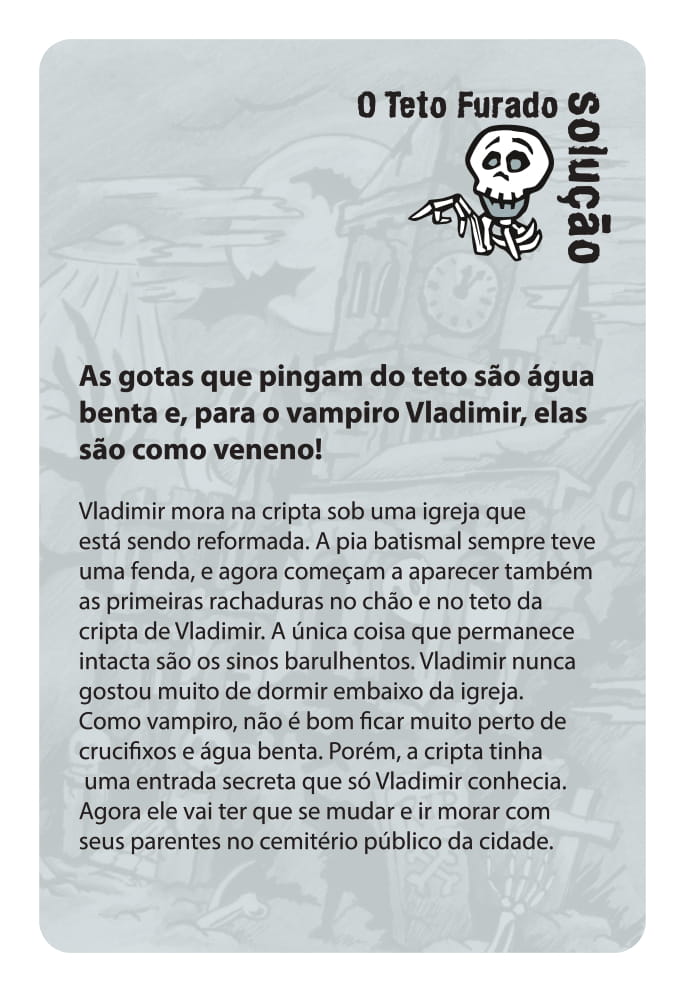 O Teto Furado
solução
As gotas que pingam do teto são água
benta e, para o vampiro Vladimir, elas
são como veneno!
Vladimir mora na cripta sob uma igreja que
está sendo reformada. A pia batismal sempre teve
uma fenda, e agora começam a aparecer também
as primeiras rachaduras no chão e no teto da
cripta de Vladimir. A única coisa que permanece
intacta são os sinos barulhentos. Vladimir nunca
gostou muito de dormir embaixo da igreja.
Como vampiro, não é bom ficar muito perto de
crucifixos e água benta. Porém, a cripta tinha
uma entrada secreta que só Vladimir conhecia.
Agora ele vai ter que se mudar e ir morar com
seus parentes no cemitério público da cidade.